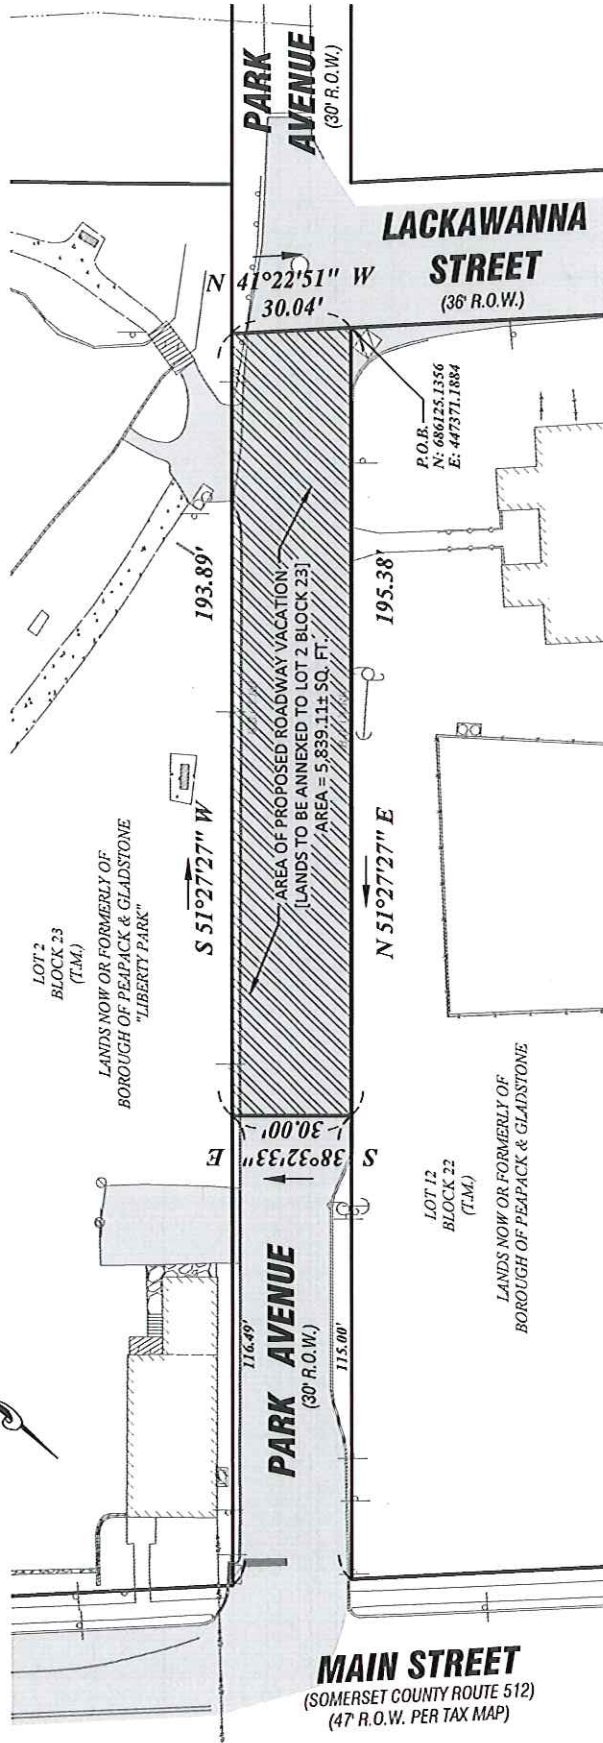 PARK
AVENUE
(30' R.O.W.)
LACKAWANNA
STREET
(36' R.O.W.)
N 41°22'51" W
30.04'
P.O.B.
N: 686125.1356
E: 447371.1884
193.89'
195.38'
AREA OF PROPOSED ROADWAY VACATION
[LANDS TO BE ANNEXED TO LOT 2 BLOCK 23]
AREA = 5,839.11± SQ. FT.
S 51°27'27" W
N 51°27'27" E
LOT 2
BLOCK 23
(T.M.)
LANDS NOW OR FORMERLY OF
BOROUGH OF PEAPACK & GLADSTONE
"LIBERTY PARK"
S 38°32'33" E
30.00'
LOT 12
BLOCK 22
(T.M.)
LANDS NOW OR FORMERLY OF
BOROUGH OF PEAPACK & GLADSTONE
116.49'
PARK AVENUE
(30' R.O.W.)
115.00'
MAIN STREET
(SOMERSET COUNTY ROUTE 512)
(47' R.O.W. PER TAX MAP)